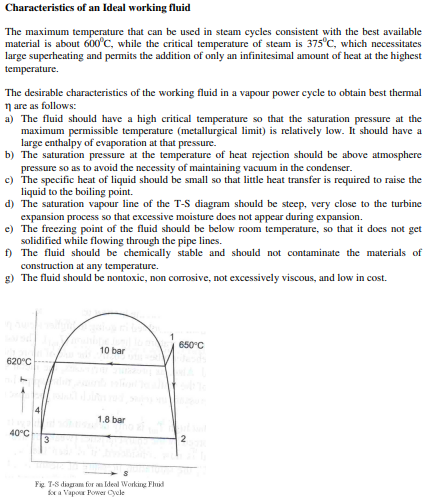 Characteristics of an Ideal working fluid
The maximum temperature that can be used in steam cycles consistent with the best available
material is about 600⁰C, while the critical temperature of steam is 375⁰C, which necessitates
large superheating and permits the addition of only an infinitesimal amount of heat at the highest
temperature.
The desirable characteristics of the working fluid in a vapour power cycle to obtain best thermal
η are as follows:
a) The fluid should have a high critical temperature so that the saturation pressure at the
maximum permissible temperature (metallurgical limit) is relatively low. It should have a
large enthalpy of evaporation at that pressure.
b) The saturation pressure at the temperature of heat rejection should be above atmosphere
pressure so as to avoid the necessity of maintaining vacuum in the condenser.
c) The specific heat of liquid should be small so that little heat transfer is required to raise the
liquid to the boiling point.
d) The saturation vapour line of the T-S diagram should be steep, very close to the turbine
expansion process so that excessive moisture does not appear during expansion.
e) The freezing point of the fluid should be below room temperature, so that it does not get
solidified while flowing through the pipe lines.
f) The fluid should be chemically stable and should not contaminate the materials of
construction at any temperature.
g) The fluid should be nontoxic, non corrosive, not excessively viscous, and low in cost.
1
650°C
10 bar
620°C
T
4
1.8 bar
40°C
3
2
S
Fig. T-S diagram for an Ideal Working Fluid
for a Vapour Power Cycle